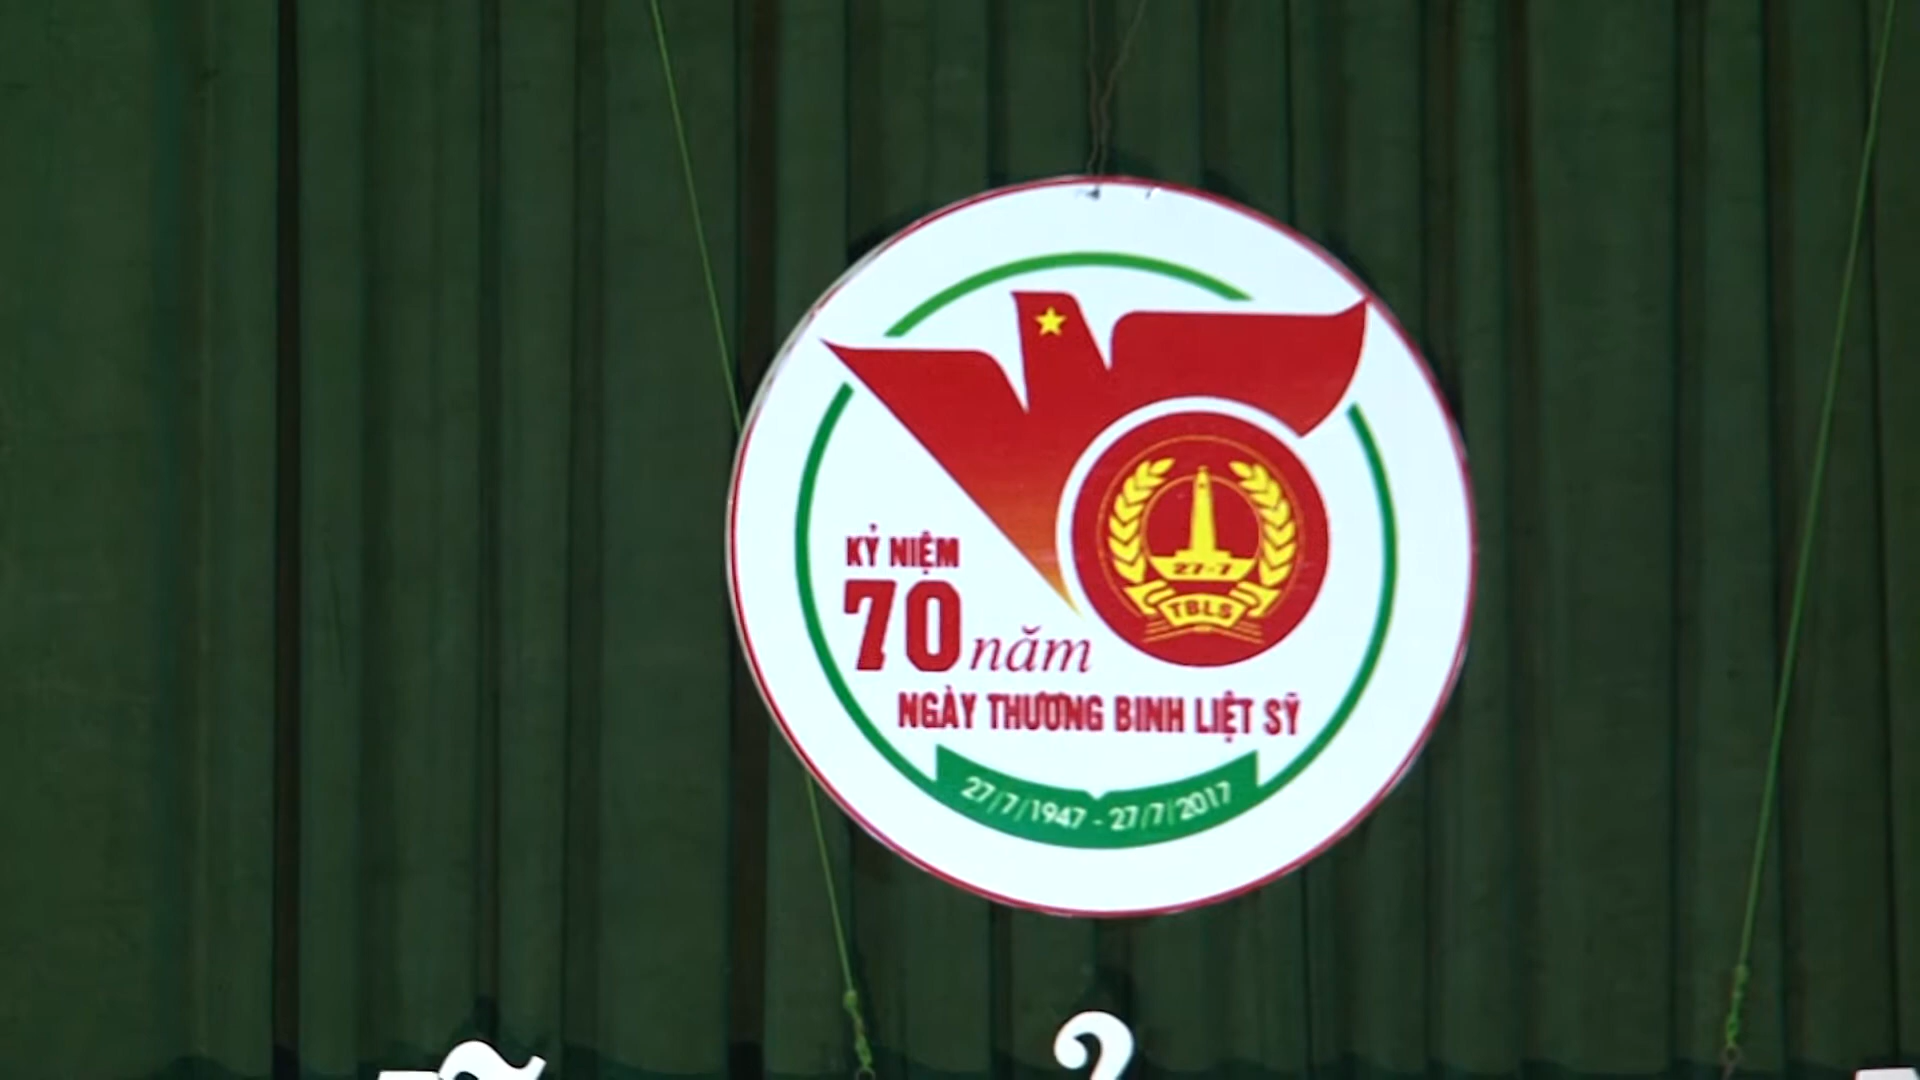 27-7
TBLS
KỶ NIỆM
70 năm
NGÀY THƯƠNG BINH LIỆT SỸ
27/7/1947 - 27/7/2017